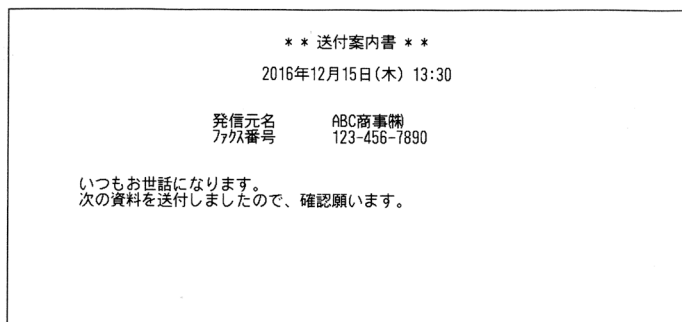 ＊＊ 送付案内書 ＊＊
2016年12月15日(木) 13:30
発信元名 ABC商事㈱
ﾌｧｸｽ番号 123-456-7890
いつもお世話になります。
次の資料を送付しましたので、確認願います。